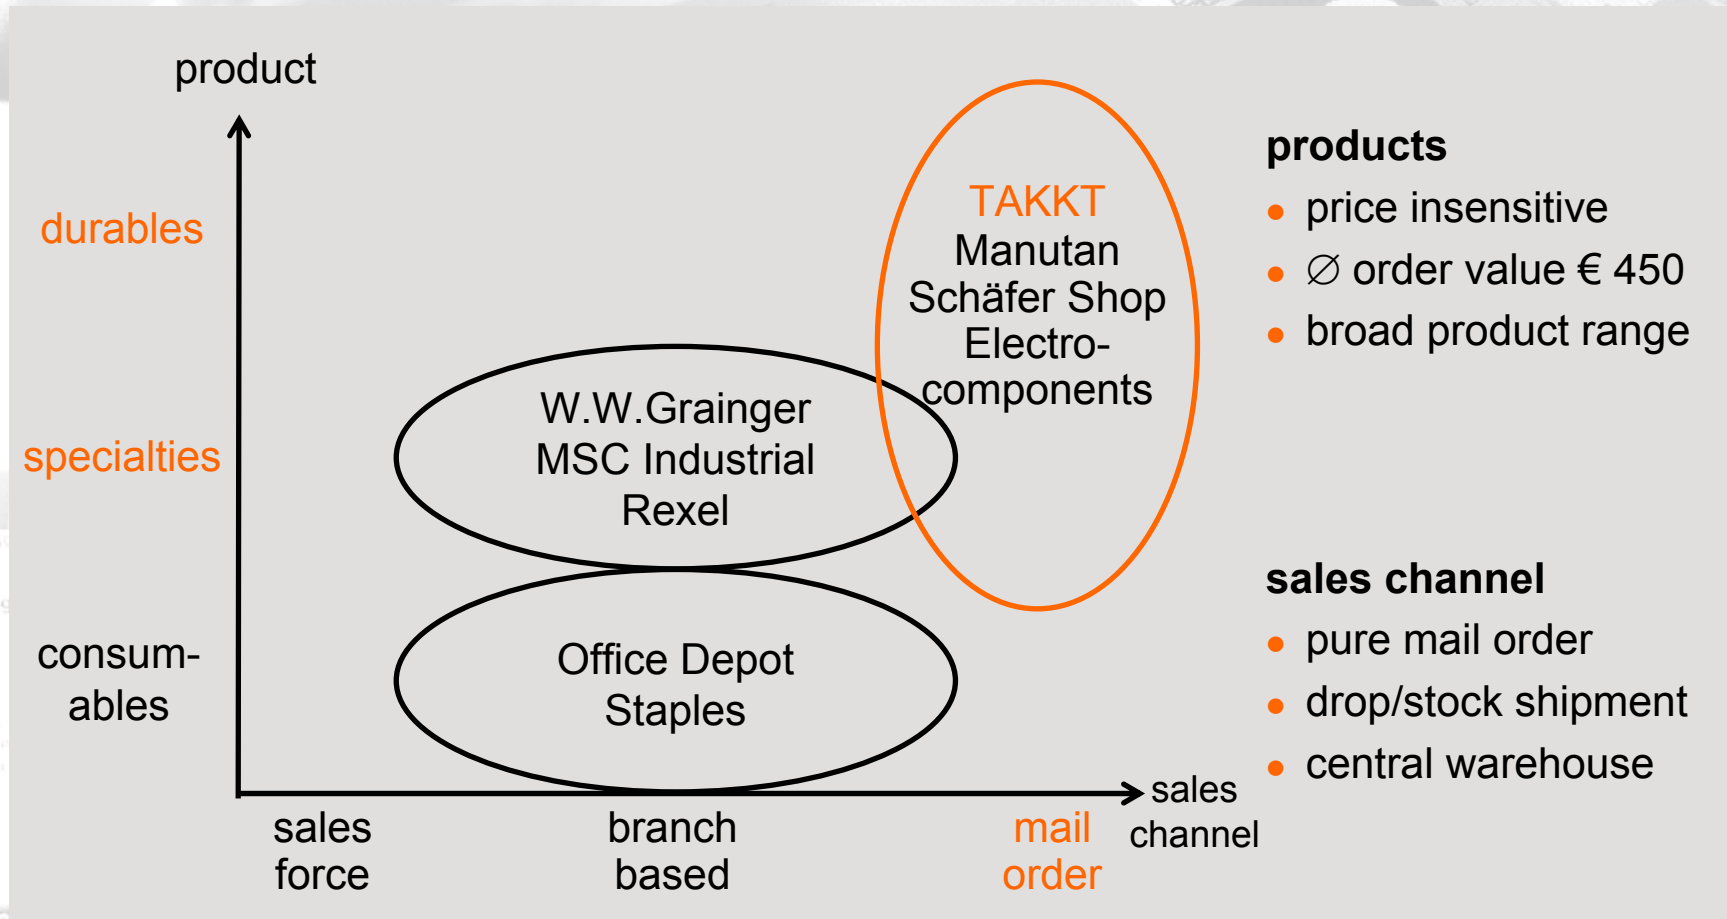 product
durables
specialties
consum-
ables
TAKKT
Manutan
Schäfer Shop
Electro-
components
W.W.Grainger
MSC Industrial
Rexel
Office Depot
Staples
sales
force
branch
based
mail
order
sales
channel
products
• price insensitive
• ∅ order value € 450
• broad product range
sales channel
• pure mail order
• drop/stock shipment
• central warehouse